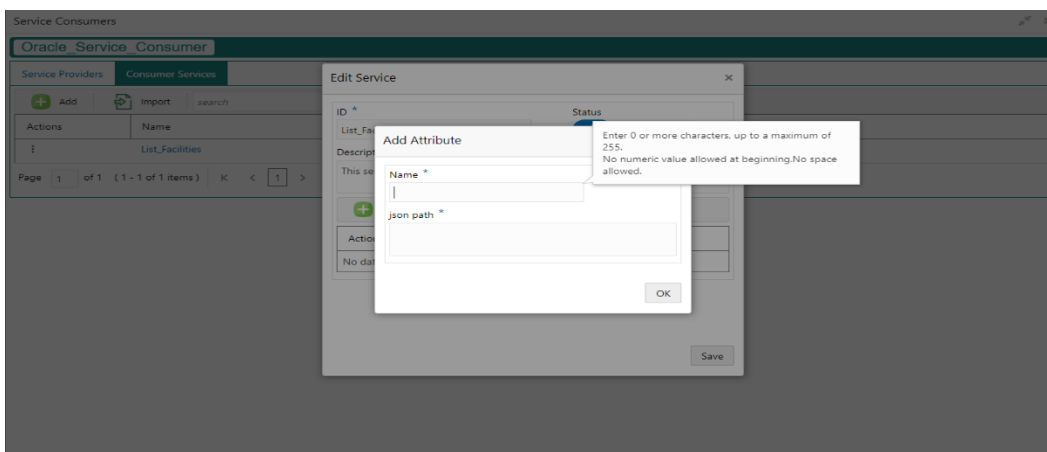 Service Consumers
Oracle_Service_Consumer
Service Providers Consumer Services
Add Import search
Actions Name
List_Facilities
Page 1 of 1 (1 - 1 of 1 items) K < 1 >
Edit Service ×
ID * Status
List_Fa
Descript
This se
Action
No dat
Save
Add Attribute
Name *
json path *
OK
Enter 0 or more characters, up to a maximum of
255.
No numeric value allowed at beginning.No space
allowed.